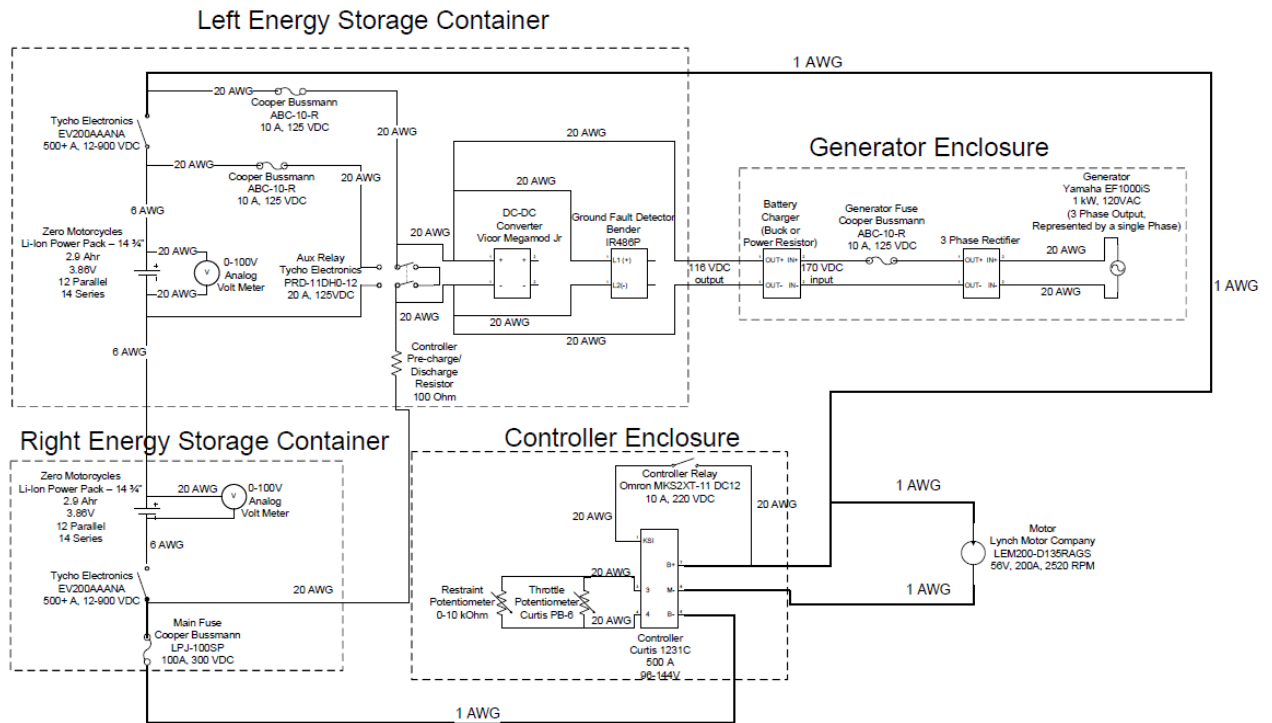 Left Energy Storage Container
1 AWG
20 AWG
Cooper Bussmann
ABC-10-R
10 A, 125 VDC
Tycho Electronics
EV200AAANA
500+ A, 12-900 VDC
20 AWG
20 AWG
20 AWG
Cooper Bussmann
ABC-10-R
10 A, 125 VDC
20 AWG
20 AWG
6 AWG
Zero Motorcycles
Li-Ion Power Pack – 14 ¾"
2.9 Ahr
3.86V
12 Parallel
14 Series
20 AWG
V
0-100V
Analog
Volt Meter
20 AWG
Aux Relay
Tycho Electronics
PRD-11DH0-12
20 A, 125VDC
20 AWG
20 AWG
DC-DC
Converter
Vicor Megamod Jr
+ +
- -
Ground Fault Detector
Bender
IR486P
L1 (+)
L2(-)
20 AWG
20 AWG
6 AWG
Controller
Pre-charge/
Discharge
Resistor
100 Ohm
Generator Enclosure
116 VDC
output
Battery
Charger
(Buck or
Power Resistor)
OUT+ IN+
OUT- IN-
170 VDC
input
Generator Fuse
Cooper Bussmann
ABC-10-R
10 A, 125 VDC
3 Phase Rectifier
OUT+ IN+
OUT- IN-
Generator
Yamaha EF1000iS
1 kW, 120VAC
(3 Phase Output,
Represented by a single Phase)
20 AWG
20 AWG
1 AWG
Right Energy Storage Container
Zero Motorcycles
Li-Ion Power Pack – 14 ¾"
2.9 Ahr
3.86V
12 Parallel
14 Series
20 AWG
V
0-100V
Analog
Volt Meter
6 AWG
Tycho Electronics
EV200AAANA
500+ A, 12-900 VDC
20 AWG
Main Fuse
Cooper Bussmann
LPJ-100SP
100A, 300 VDC
Controller Enclosure
Controller Relay
Omron MKS2XT-11 DC12
10 A, 220 VDC
20 AWG
20 AWG
KSI
B+
3
M-
4
B-
20 AWG
20 AWG
Restraint
Potentiometer
0-10 kOhm
Throttle
Potentiometer
Curtis PB-6
Controller
Curtis 1231C
500 A
96-144V
1 AWG
Motor
Lynch Motor Company
LEM200-D135RAGS
56V, 200A, 2520 RPM
1 AWG
1 AWG